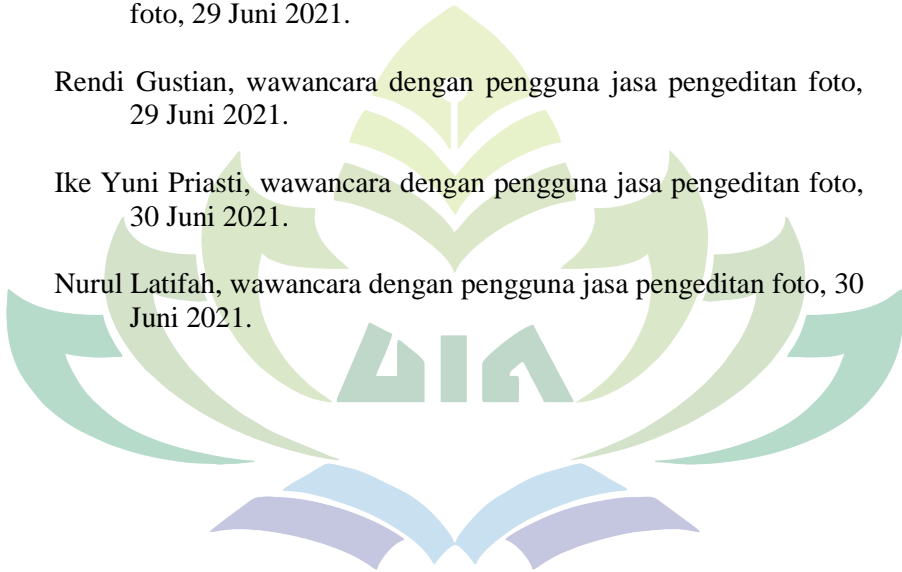 foto, 29 Juni 2021.
Rendi Gustian, wawancara dengan pengguna jasa pengeditan foto,
29 Juni 2021.
Ike Yuni Priasti, wawancara dengan pengguna jasa pengeditan foto,
30 Juni 2021.
Nurul Latifah, wawancara dengan pengguna jasa pengeditan foto, 30
Juni 2021.
UIN